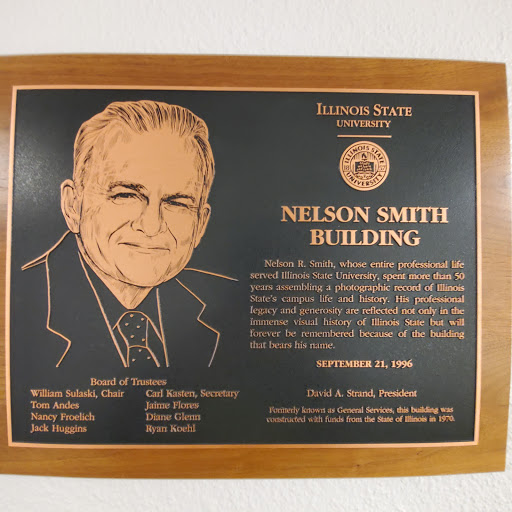 ILLINOIS STATE
UNIVERSITY
ILLINOIS STATE
UNIVERSITY
NELSON SMITH
BUILDING
Nelson R. Smith, whose entire professional life
served Illinois State University, spent more than 50
years assembling a photographic record of Illinois
State's campus life and history. His professional
legacy and generosity are reflected not only in the
immense visual history of Illinois State but will
forever be remembered because of the building
that bears his name.
SEPTEMBER 21, 1996
David A. Strand, President
Formerly known as General Services, this building was
constructed with funds from the State of Illinois in 1970.
Board of Trustees
William Sulaski, Chair Carl Kasten, Secretary
Tom Andes Jaime Flores
Nancy Froelich Diane Glenn
Jack Huggins Ryan Koehl